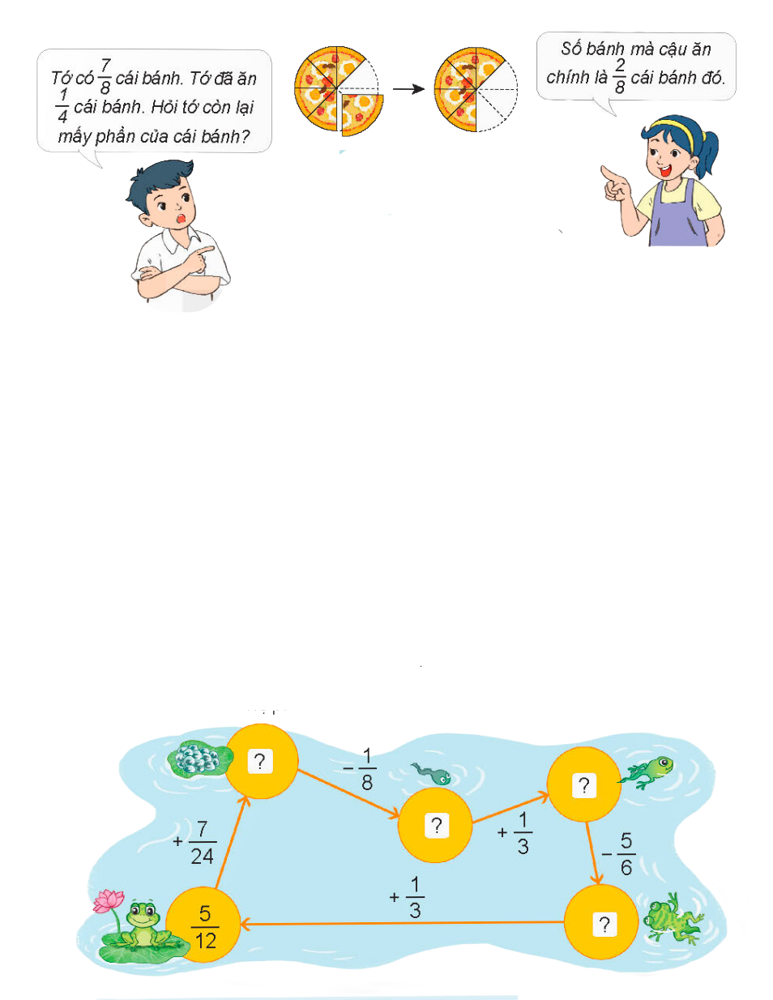 Tớ có 7/8 cái bánh. Tớ đã ăn
1/4 cái bánh. Hỏi tớ còn lại
mấy phần của cái bánh?
Số bánh mà cậu ăn
chính là 2/8 cái bánh đó.
?
- 1/8
?
+ 1/3
?
+ 7/24
- 5/6
+ 1/3
5/12
?